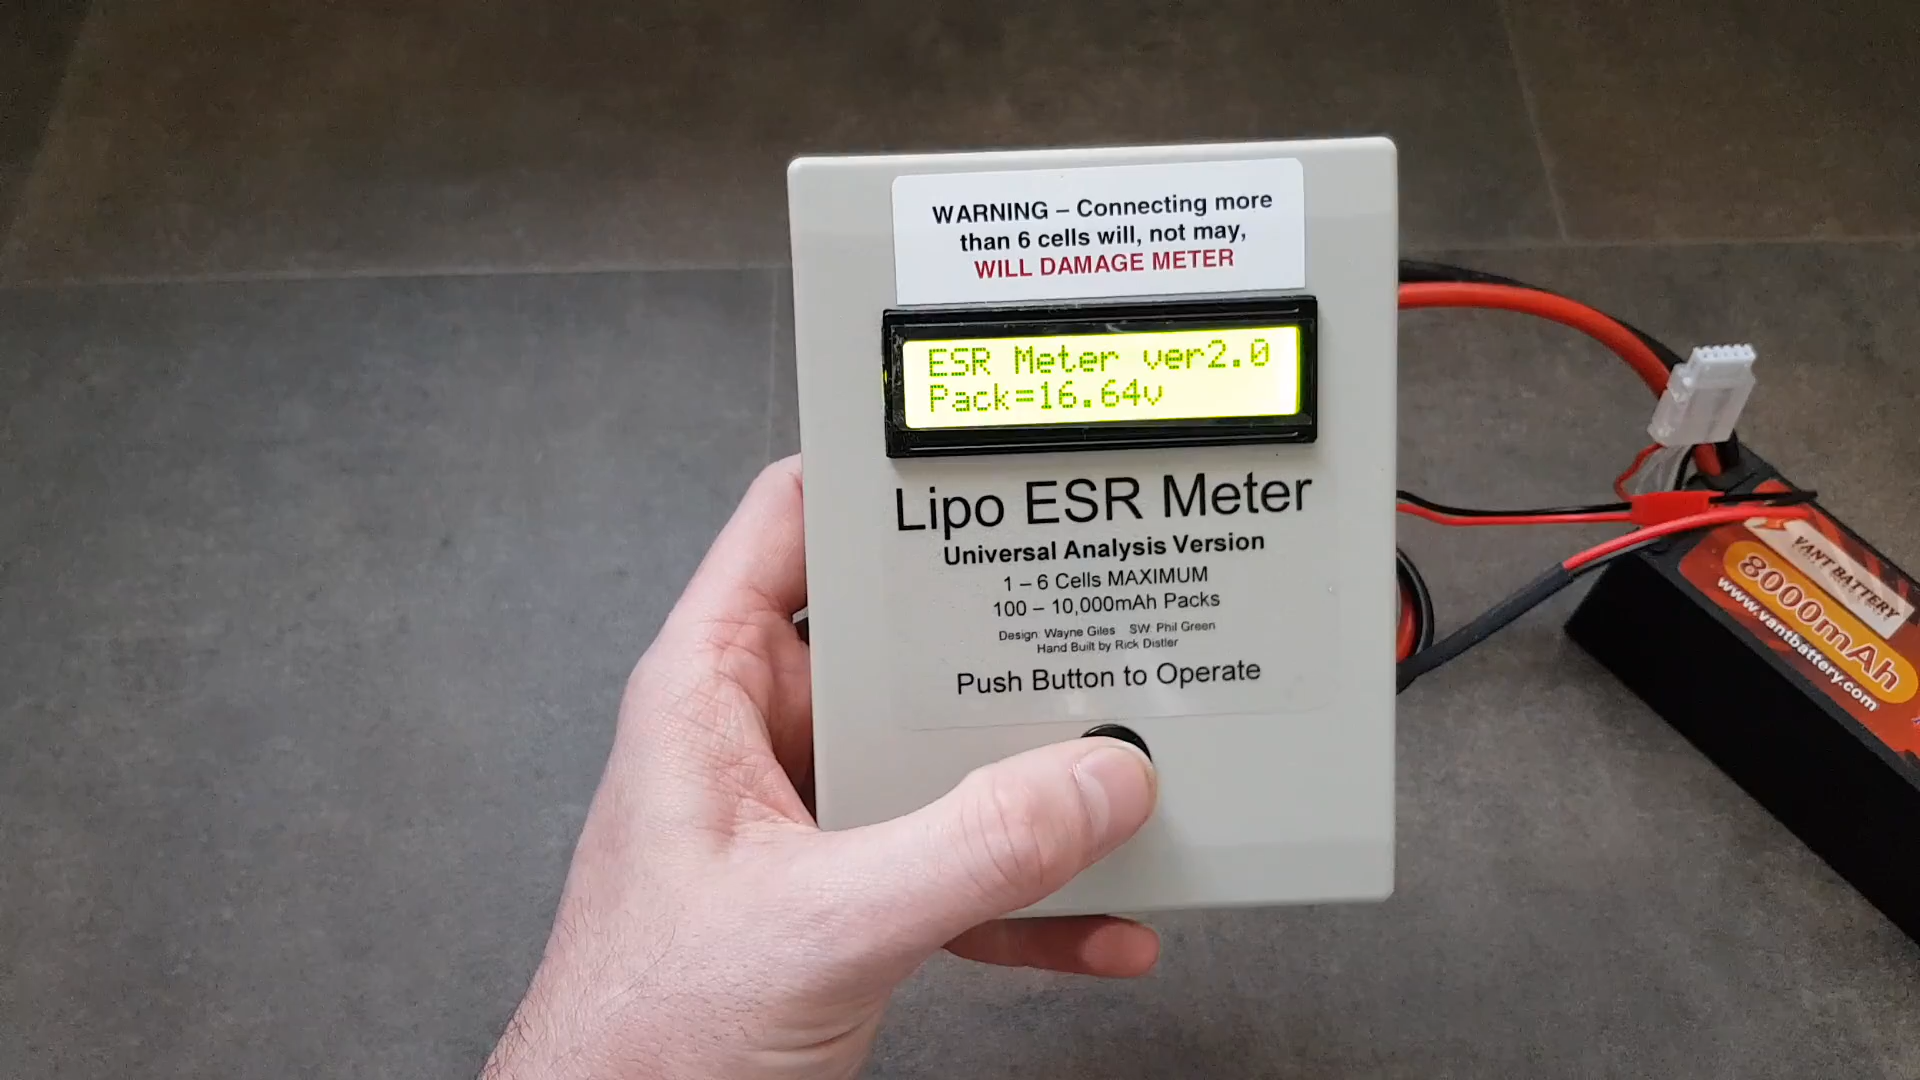 WARNING – Connecting more
than 6 cells will, not may,
WILL DAMAGE METER
ESR Meter ver2.0
Pack=16.64v
Lipo ESR Meter
Universal Analysis Version
1 – 6 Cells MAXIMUM
100 – 10,000mAh Packs
Design: Wayne Giles SW: Phil Green
Hand Built by Rick Distler
Push Button to Operate
VANT BATTERY
8000mAh
www.vantbattery.com